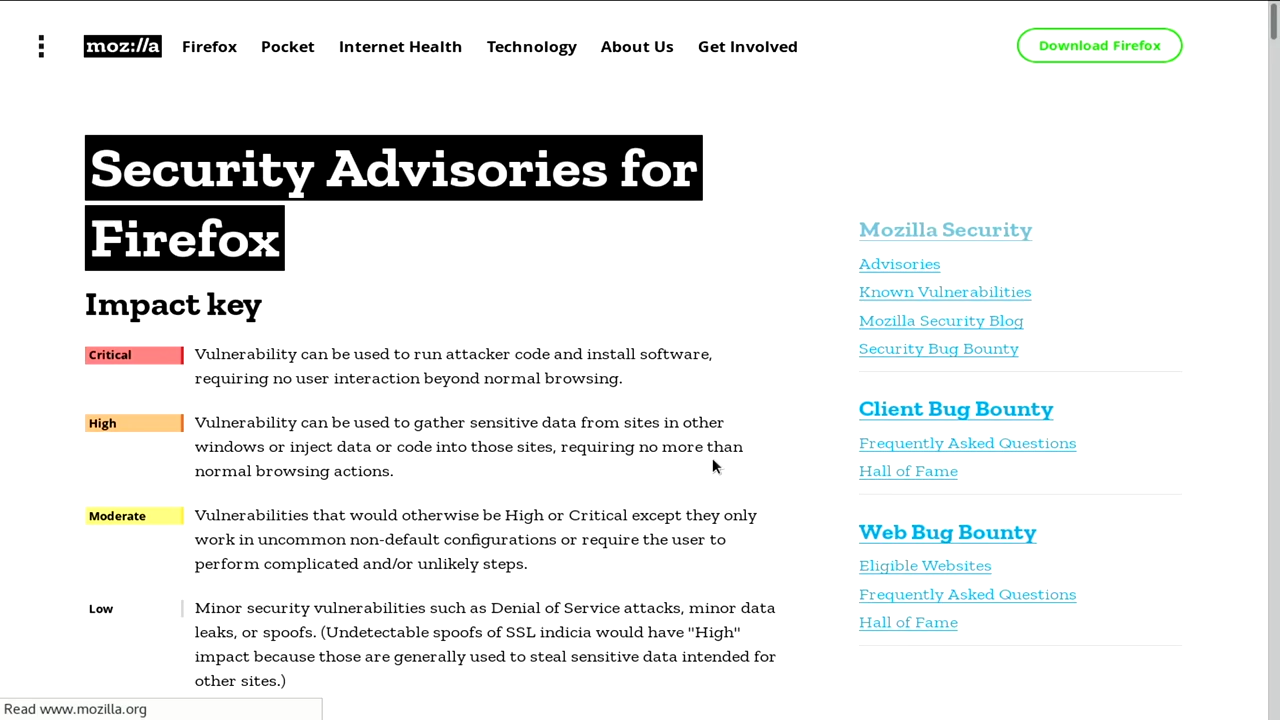 moz://a Firefox Pocket Internet Health Technology About Us Get Involved Download Firefox
Security Advisories for
Firefox
Impact key
Critical Vulnerability can be used to run attacker code and install software,
requiring no user interaction beyond normal browsing.
High Vulnerability can be used to gather sensitive data from sites in other
windows or inject data or code into those sites, requiring no more than
normal browsing actions.
Moderate Vulnerabilities that would otherwise be High or Critical except they only
work in uncommon non-default configurations or require the user to
perform complicated and/or unlikely steps.
Low Minor security vulnerabilities such as Denial of Service attacks, minor data
leaks, or spoofs. (Undetectable spoofs of SSL indicia would have "High"
impact because those are generally used to steal sensitive data intended for
other sites.)
Mozilla Security
Advisories
Known Vulnerabilities
Mozilla Security Blog
Security Bug Bounty
Client Bug Bounty
Frequently Asked Questions
Hall of Fame
Web Bug Bounty
Eligible Websites
Frequently Asked Questions
Hall of Fame
Read www.mozilla.org